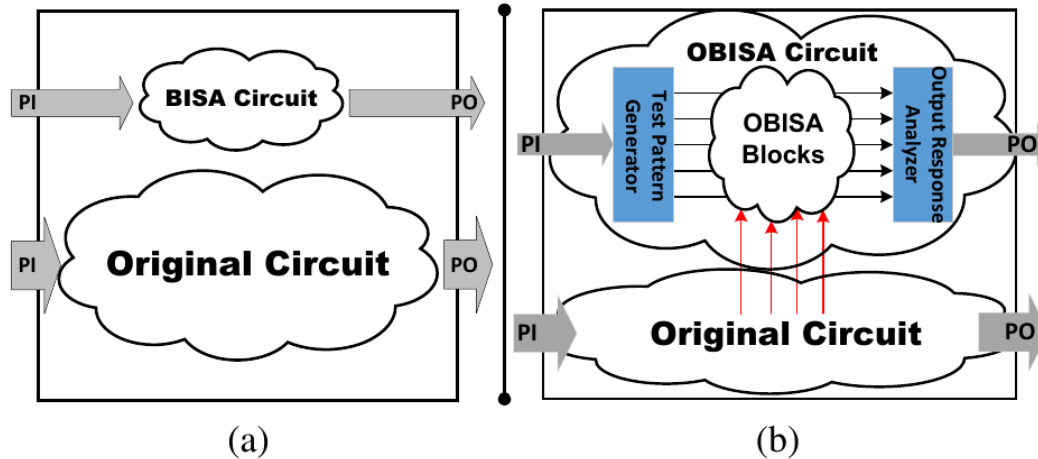 PI
BISA Circuit
PO
PI
Original Circuit
PO
(a)
OBISA Circuit
PI
Test Pattern
Generator
OBISA
Blocks
Output Response
Analyzer
PO
PI
Original Circuit
PO
(b)